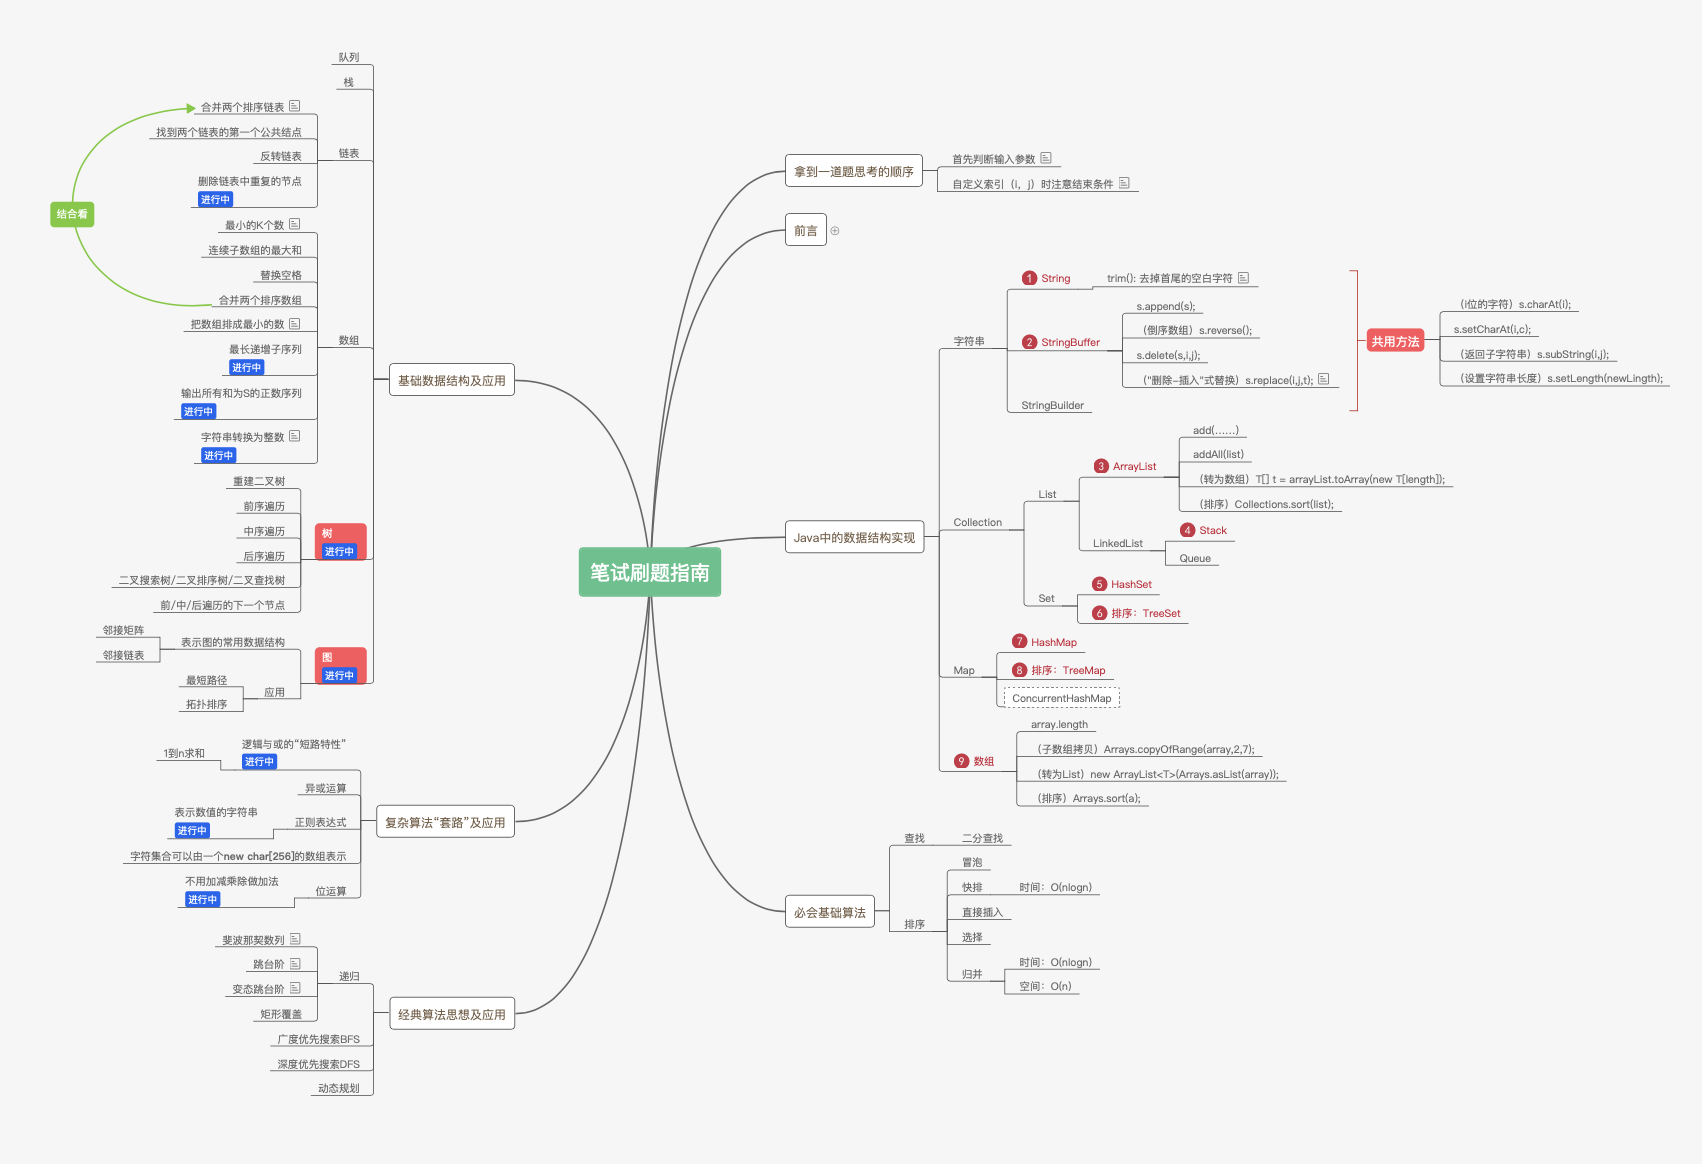 笔试刷题指南
拿到一道题思考的顺序
首先判断输入参数
自定义索引（i，j）时注意结束条件
前言
Java中的数据结构实现
字符串
1 String
trim(): 去掉首尾的空白字符
2 StringBuffer
s.append(s);
（倒序数组）s.reverse();
s.delete(s,i,j);
（"删除-插入"式替换）s.replace(i,j,t);
StringBuilder
共用方法
（i位的字符）s.charAt(i);
s.setCharAt(i,c);
（返回子字符串）s.subString(i,j);
（设置字符串长度）s.setLength(newLingth);
Collection
List
3 ArrayList
add(……)
addAll(list)
（转为数组）T[] t = arrayList.toArray(new T[length]);
（排序）Collections.sort(list);
LinkedList
4 Stack
Queue
Set
5 HashSet
6 排序：TreeSet
Map
7 HashMap
8 排序：TreeMap
ConcurrentHashMap
9 数组
array.length
（子数组拷贝）Arrays.copyOfRange(array,2,7);
（转为List）new ArrayList<T>(Arrays.asList(array));
（排序）Arrays.sort(a);
必会基础算法
查找
二分查找
排序
冒泡
快排
时间：O(nlogn)
直接插入
选择
归并
时间：O(nlogn)
空间：O(n)
基础数据结构及应用
队列
栈
链表
合并两个排序链表
找到两个链表的第一个公共结点
反转链表
删除链表中重复的节点
进行中
结合看
数组
最小的K个数
连续子数组的最大和
替换空格
合并两个排序数组
把数组排成最小的数
最长递增子序列
进行中
输出所有和为S的正数序列
进行中
字符串转换为整数
进行中
树
进行中
重建二叉树
前序遍历
中序遍历
后序遍历
二叉搜索树/二叉排序树/二叉查找树
前/中/后遍历的下一个节点
图
进行中
表示图的常用数据结构
邻接矩阵
邻接链表
应用
最短路径
拓扑排序
复杂算法“套路”及应用
逻辑与或的“短路特性”
进行中
1到n求和
异或运算
正则表达式
表示数值的字符串
进行中
字符集合可以由一个new char[256]的数组表示
位运算
不用加减乘除做加法
进行中
经典算法思想及应用
递归
斐波那契数列
跳台阶
变态跳台阶
矩形覆盖
广度优先搜索BFS
深度优先搜索DFS
动态规划